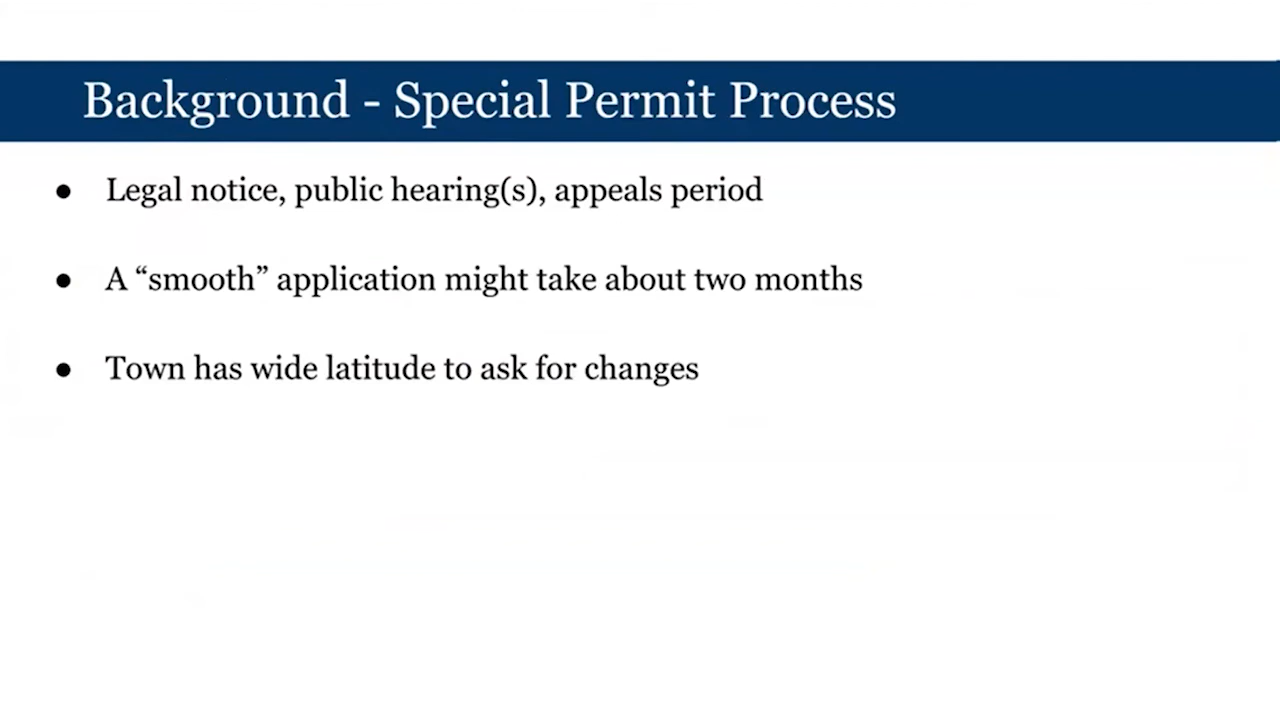 Background - Special Permit Process
● Legal notice, public hearing(s), appeals period
● A “smooth” application might take about two months
● Town has wide latitude to ask for changes